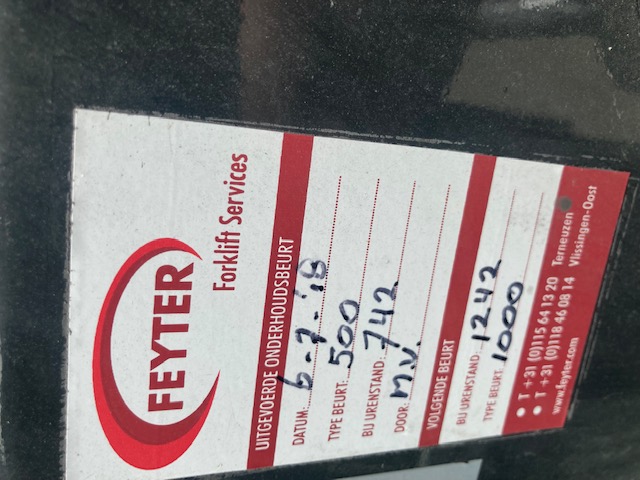 FEYTER
Forklift Services
UITGEVOERDE ONDERHOUDSBEURT
DATUM: 6-7-'18
TYPE BEURT: 500
BIJ URENSTAND: 742
DOOR: M.V.
VOLGENDE BEURT
BIJ URENSTAND: 1242
TYPE BEURT: 1000
• T +31 (0)115 64 13 20 Terneuzen
• T +31 (0)118 46 08 14 Vlissingen-Oost
www.feyter.com